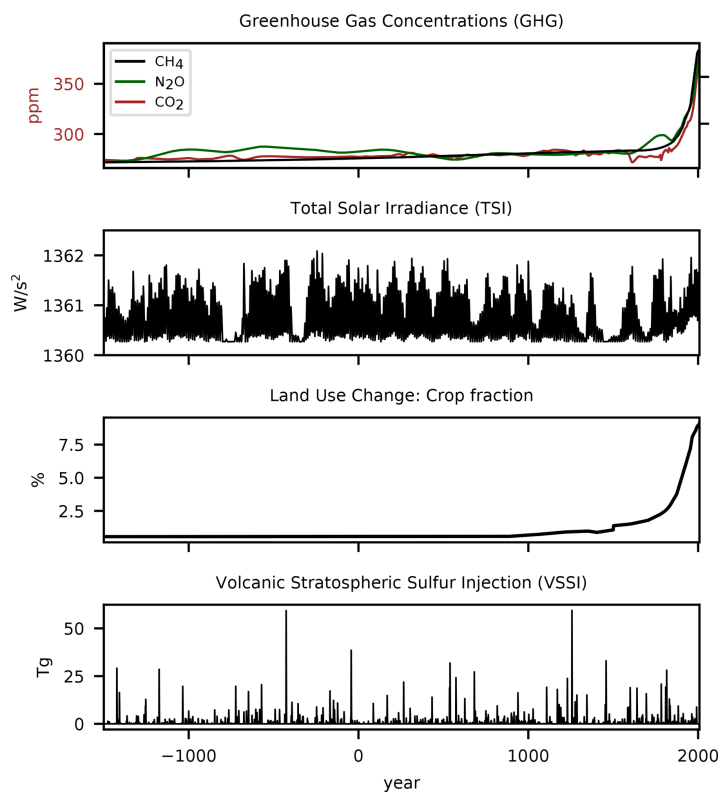 Greenhouse Gas Concentrations (GHG)
CH4
N2O
CO2
350
300
ppm
Total Solar Irradiance (TSI)
1362
1361
1360
W/s²
Land Use Change: Crop fraction
7.5
5.0
2.5
%
Volcanic Stratospheric Sulfur Injection (VSSI)
50
25
0
Tg
−1000 0 1000 2000
year